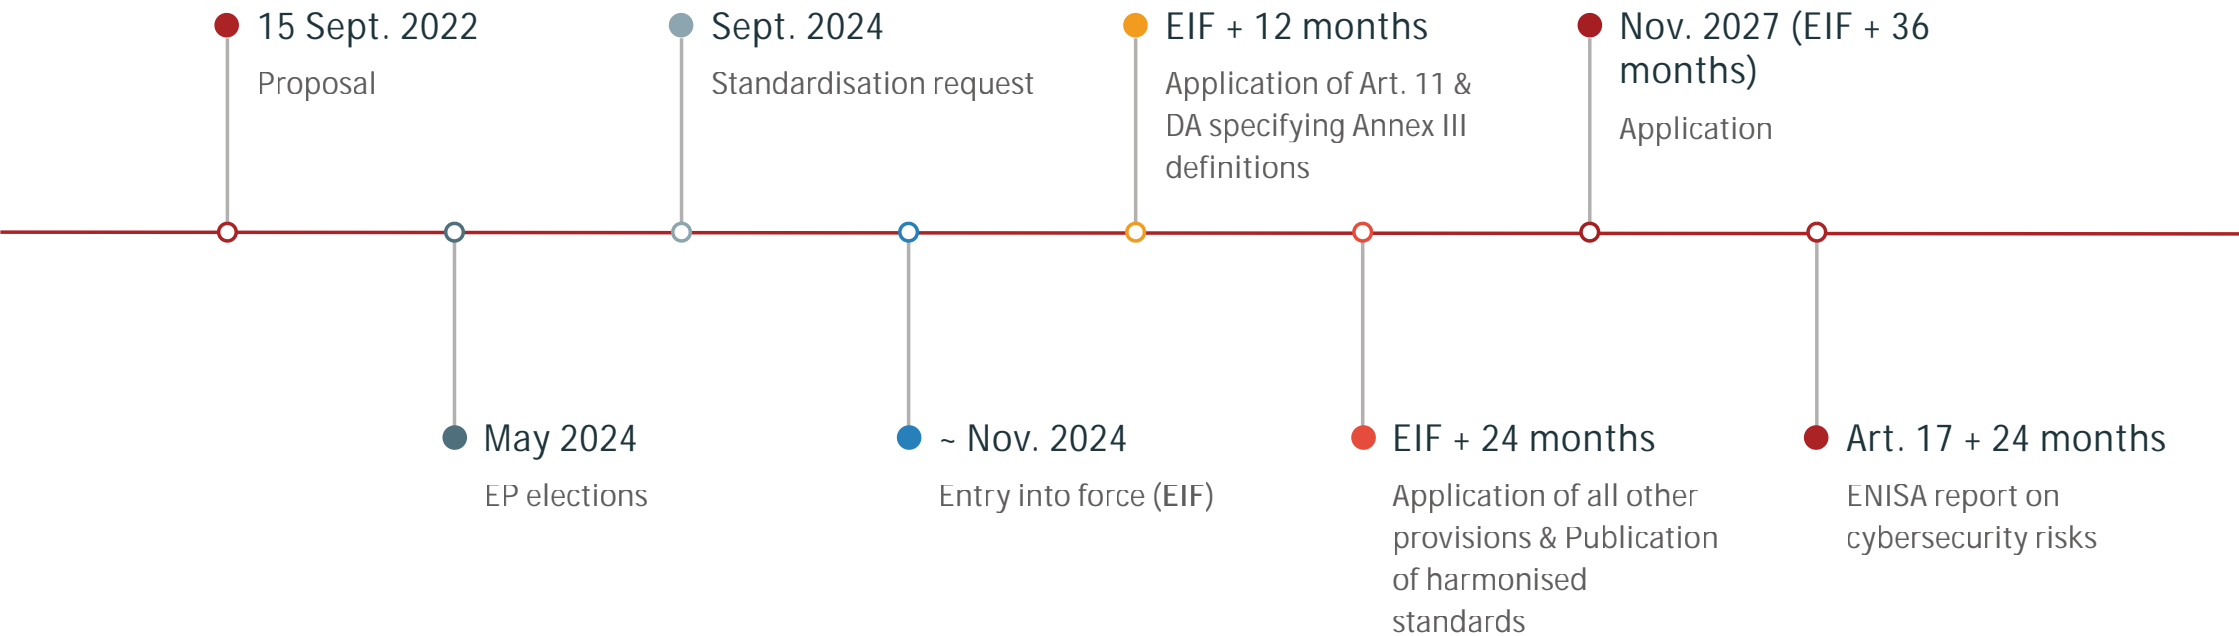 15 Sept. 2022
Proposal
Sept. 2024
Standardisation request
EIF + 12 months
Application of Art. 11 &
DA specifying Annex III
definitions
Nov. 2027 (EIF + 36
months)
Application
May 2024
EP elections
~ Nov. 2024
Entry into force (EIF)
EIF + 24 months
Application of all other
provisions & Publication
of harmonised
standards
Art. 17 + 24 months
ENISA report on
cybersecurity risks